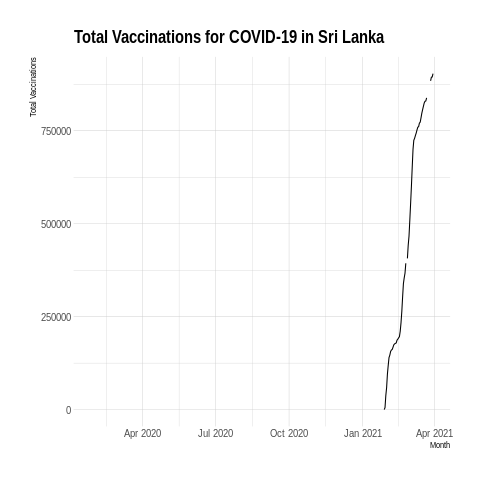 Total Vaccinations for COVID-19 in Sri Lanka
Total Vaccinations
750000
500000
250000
0
Apr 2020 Jul 2020 Oct 2020 Jan 2021 Apr 2021
Month